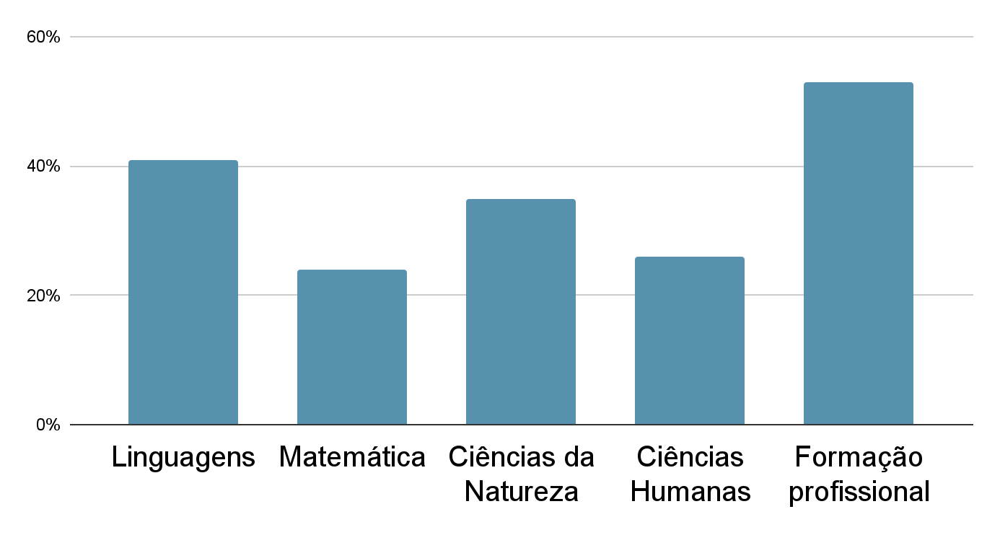 60%
40%
20%
0%
Linguagens
Matemática
Ciências da
Natureza
Ciências
Humanas
Formação
profissional